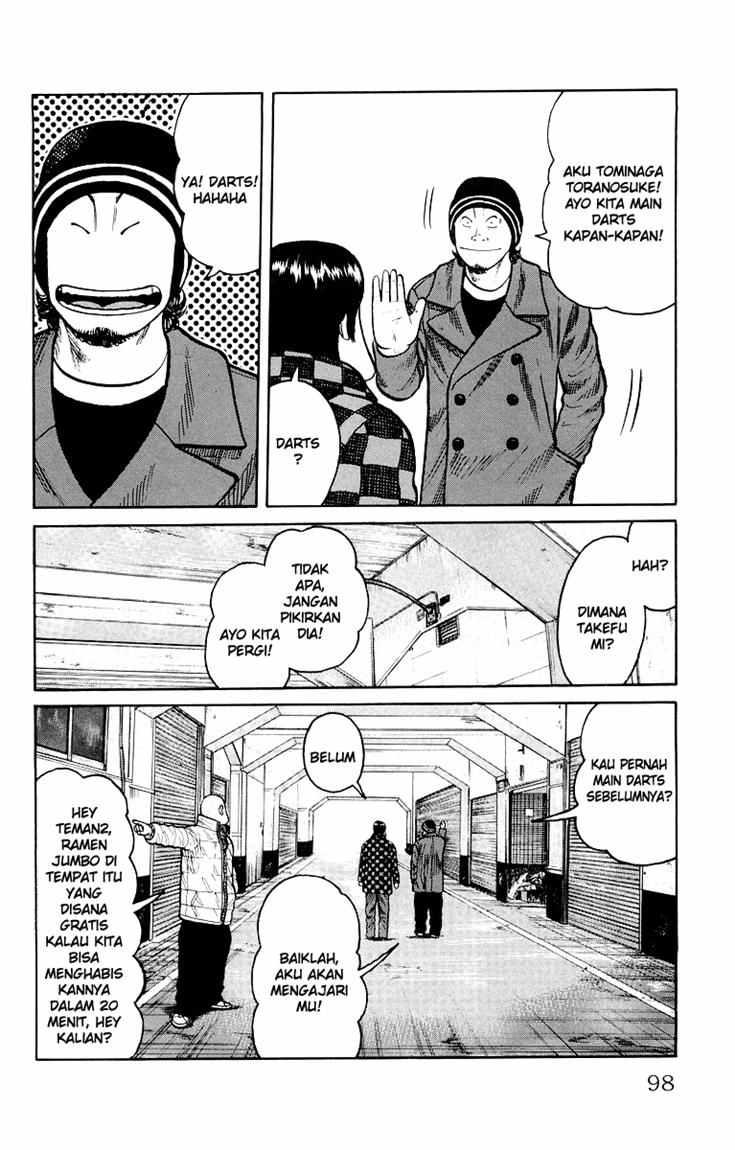 AKU TOMINAGA
TORANOSUKE!
AYO KITA MAIN
DARTS
KAPAN-KAPAN!
DARTS
?
YA! DARTS!
HAHAHA
HAH?
DIMANA
TAKEFU
MI?
TIDAK
APA,
JANGAN
PIKIRKAN
DIA!
AYO KITA
PERGI!
KAU PERNAH
MAIN DARTS
SEBELUMNYA?
BELUM
BAIKLAH,
AKU AKAN
MENGAJARI
MU!
HEY
TEMAN2,
RAMEN
JUMBO DI
TEMPAT ITU
YANG
DISANA
GRATIS
KALAU KITA
BISA
MENGHABIS
KANNYA
DALAM 20
MENIT, HEY
KALIAN?
98